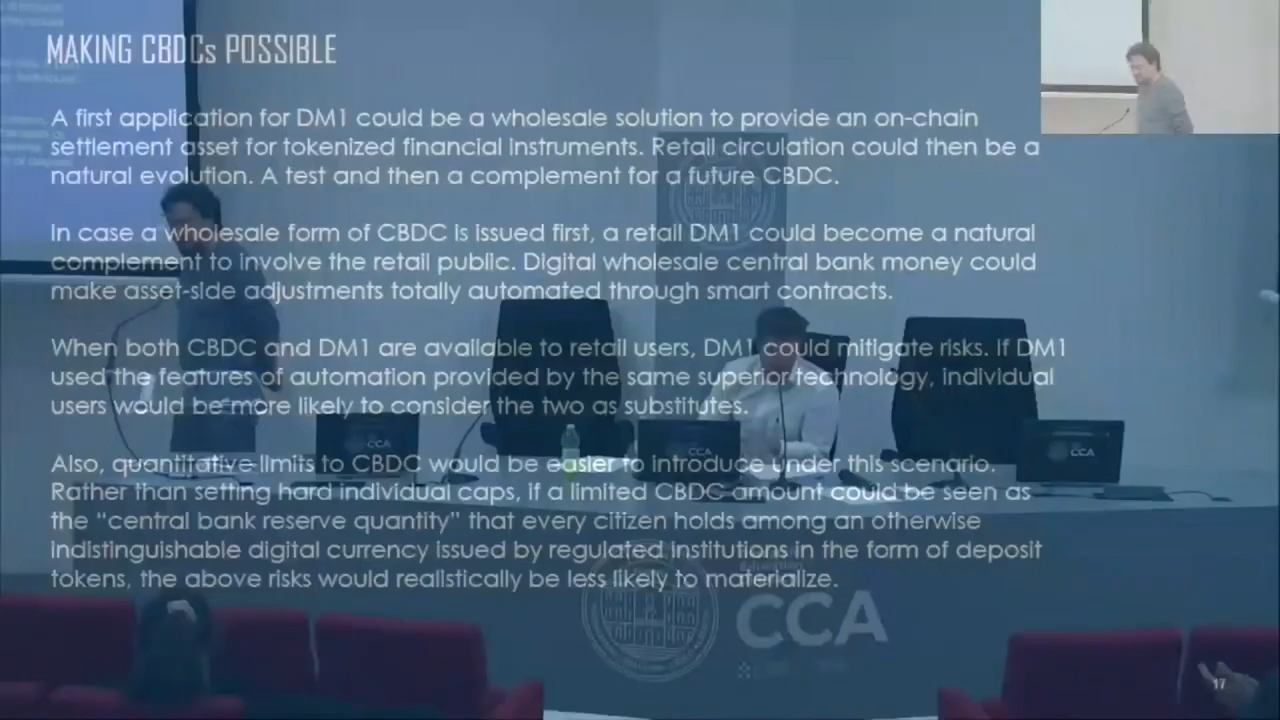 MAKING CBDCs POSSIBLE
A first application for DM1 could be a wholesale solution to provide an on-chain
settlement asset for tokenized financial instruments. Retail circulation could then be a
natural evolution. A test and then a complement for a future CBDC.
In case a wholesale form of CBDC is issued first, a retail DM1 could become a natural
complement to involve the retail public. Digital wholesale central bank money could
make asset-side adjustments totally automated through smart contracts.
When both CBDC and DM1 are available to retail users, DM1 could mitigate risks. If DM1
used the features of automation provided by the same superior technology, individual
users would be more likely to consider the two as substitutes.
Also, quantitative limits to CBDC would be easier to introduce under this scenario.
Rather than setting hard individual caps, if a limited CBDC amount could be seen as
the “central bank reserve quantity” that every citizen holds among an otherwise
indistinguishable digital currency issued by regulated institutions in the form of deposit
tokens, the above risks would realistically be less likely to materialize.
CCA
CCA
CCA
CCA
17